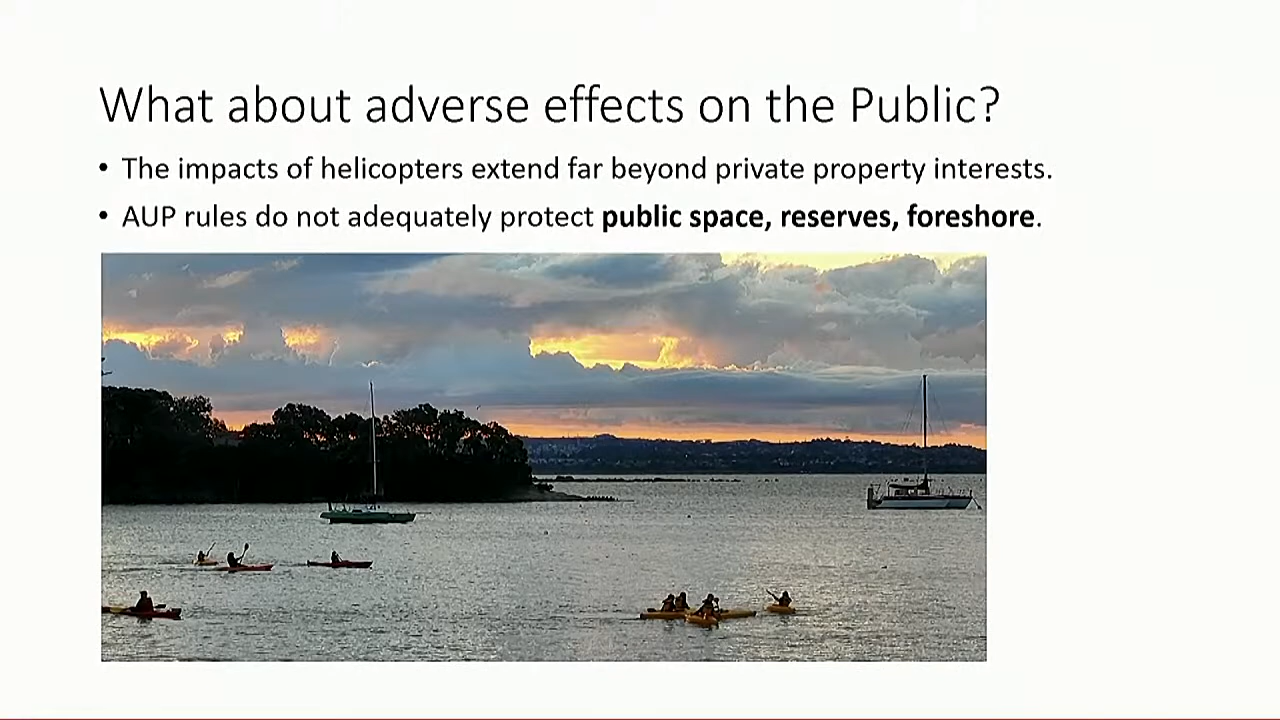 What about adverse effects on the Public?
• The impacts of helicopters extend far beyond private property interests.
• AUP rules do not adequately protect public space, reserves, foreshore.